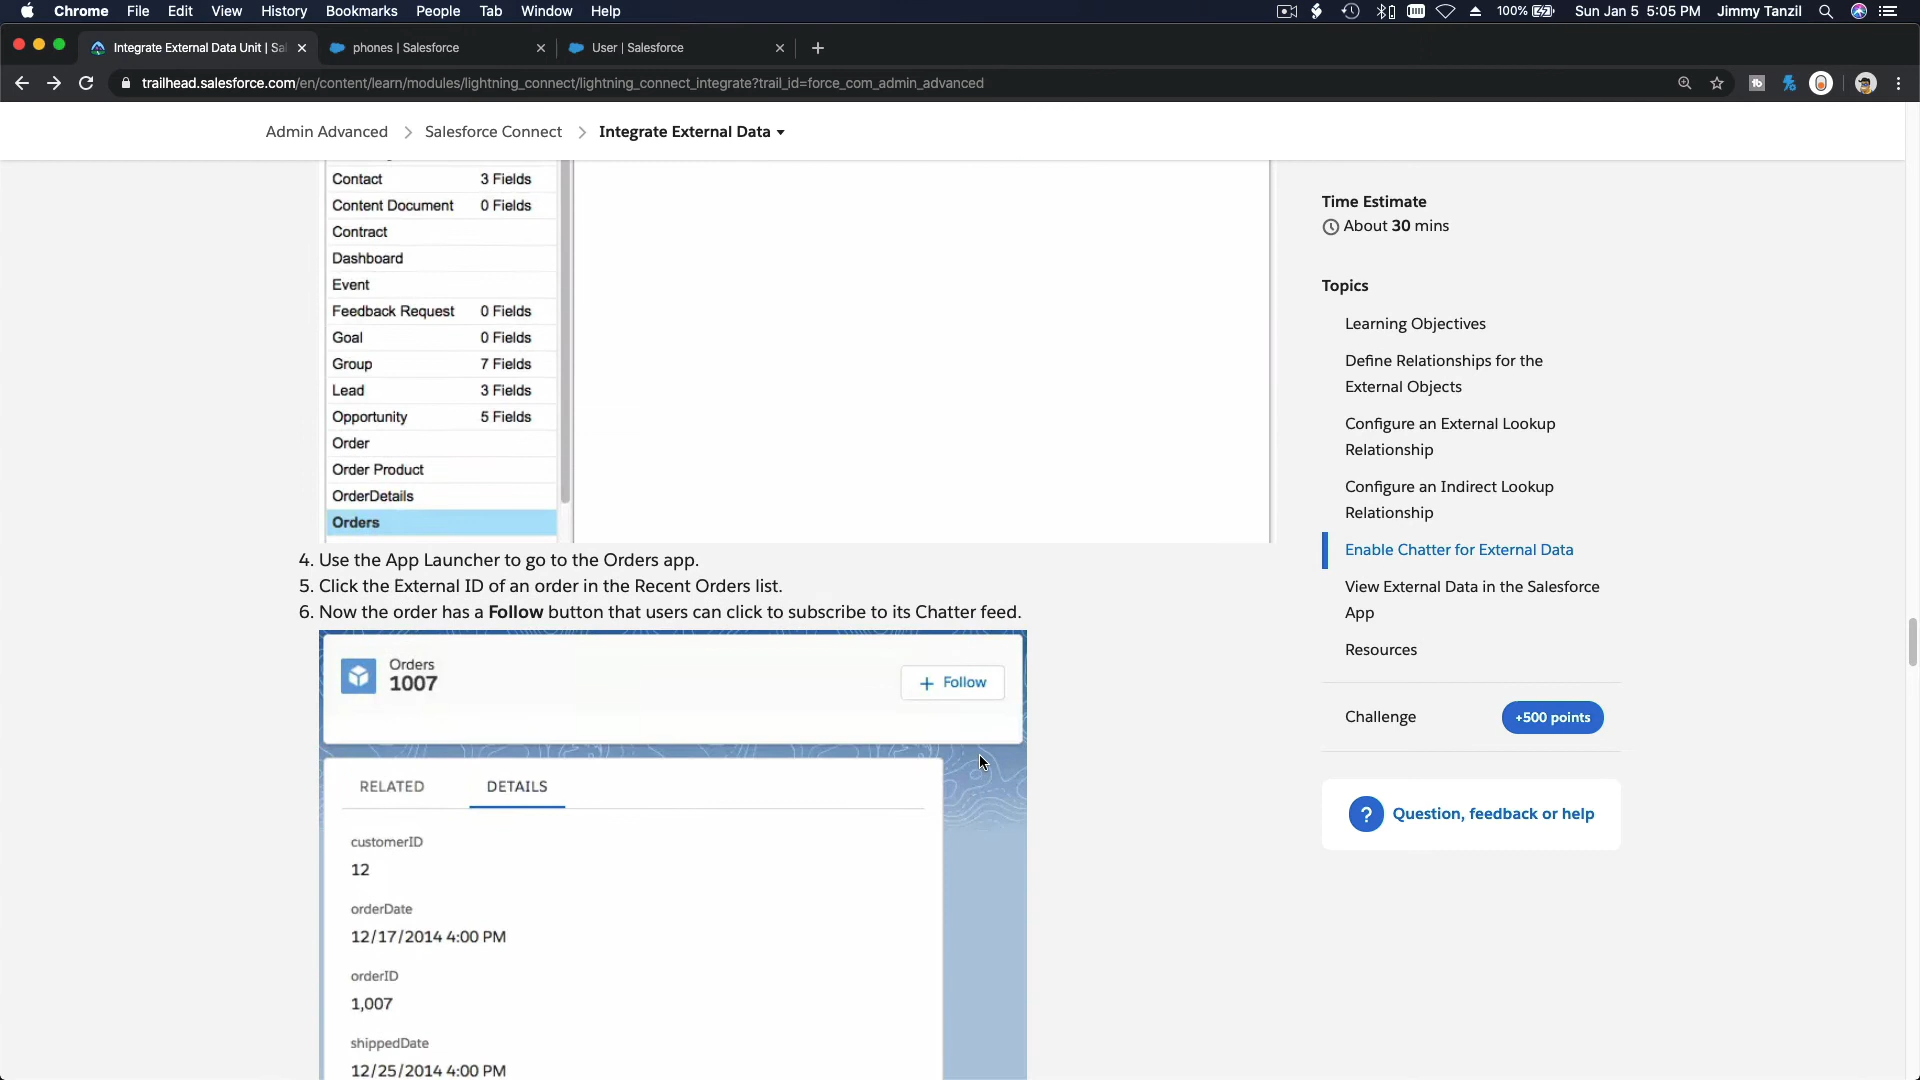 Chrome File Edit View History Bookmarks People Tab Window Help 100% Sun Jan 5 5:05 PM Jimmy Tanzil
Integrate External Data Unit | Sal
phones | Salesforce
User | Salesforce
trailhead.salesforce.com/en/content/learn/modules/lightning_connect/lightning_connect_integrate?trail_id=force_com_admin_advanced
Admin Advanced > Salesforce Connect > Integrate External Data
Contact 3 Fields
Content Document 0 Fields
Contract
Dashboard
Event
Feedback Request 0 Fields
Goal 0 Fields
Group 7 Fields
Lead 3 Fields
Opportunity 5 Fields
Order
Order Product
OrderDetails
Orders
4. Use the App Launcher to go to the Orders app.
5. Click the External ID of an order in the Recent Orders list.
6. Now the order has a Follow button that users can click to subscribe to its Chatter feed.
Orders
1007
+ Follow
RELATED DETAILS
customerID
12
orderDate
12/17/2014 4:00 PM
orderID
1,007
shippedDate
12/25/2014 4:00 PM
Time Estimate
About 30 mins
Topics
Learning Objectives
Define Relationships for the
External Objects
Configure an External Lookup
Relationship
Configure an Indirect Lookup
Relationship
Enable Chatter for External Data
View External Data in the Salesforce
App
Resources
Challenge +500 points
? Question, feedback or help